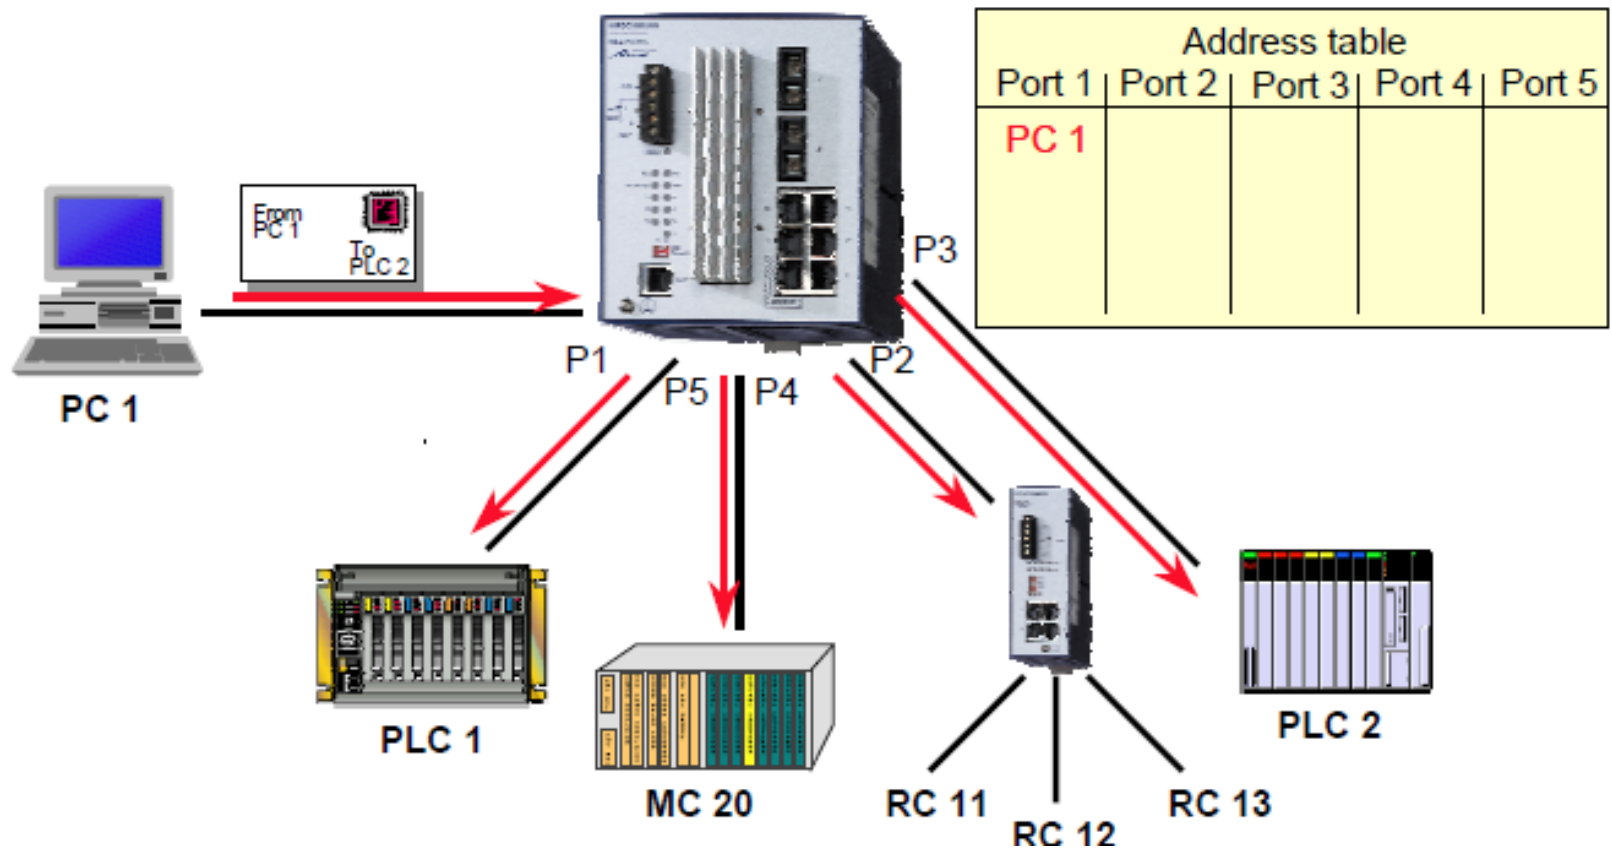 Address table
Port 1 Port 2 Port 3 Port 4 Port 5
PC 1
From
PC 1
To
PLC 2
PC 1
P1
P5
P4
P2
P3
PLC 1
MC 20
RC 11
RC 12
RC 13
PLC 2